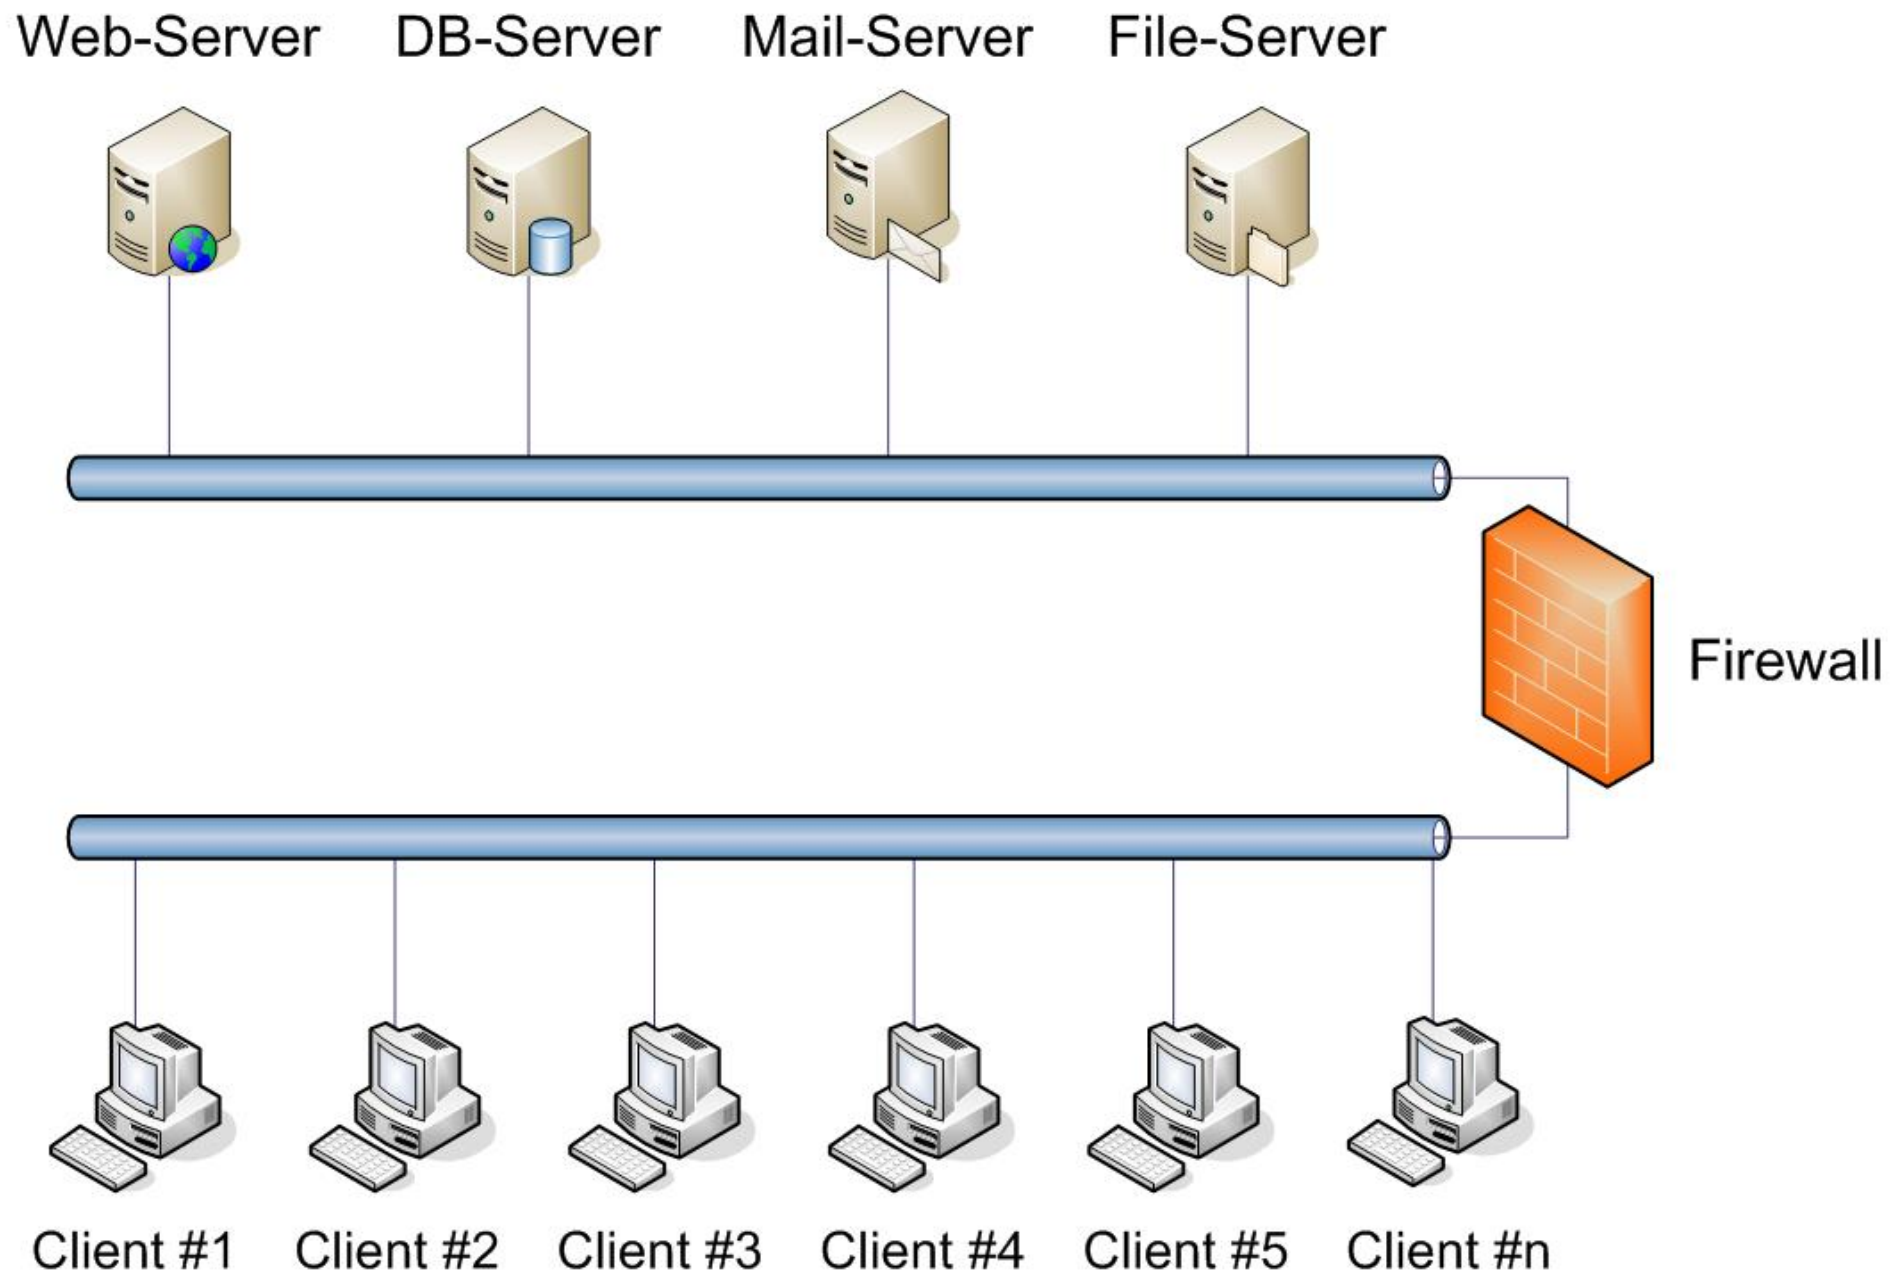 Web-Server DB-Server Mail-Server File-Server
Firewall
Client #1 Client #2 Client #3 Client #4 Client #5 Client #n